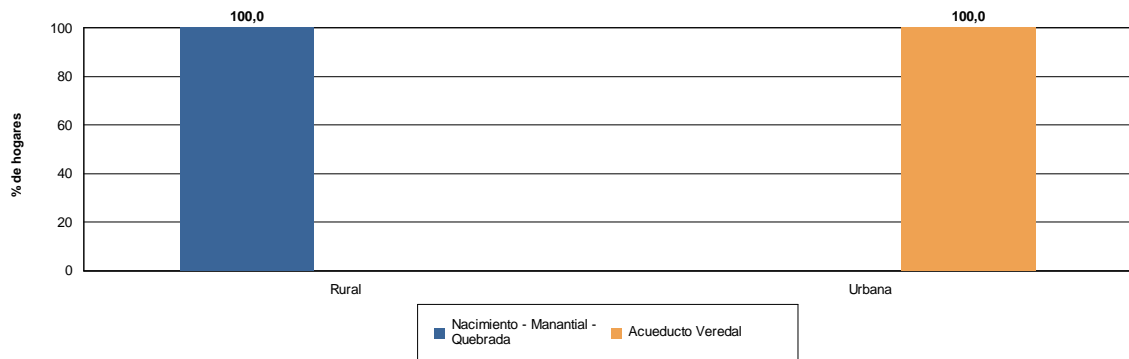 100,0
100,0
100
80
60
40
20
0
% de hogares
Rural
Urbana
Nacimiento - Manantial -
Quebrada
Acueducto Veredal